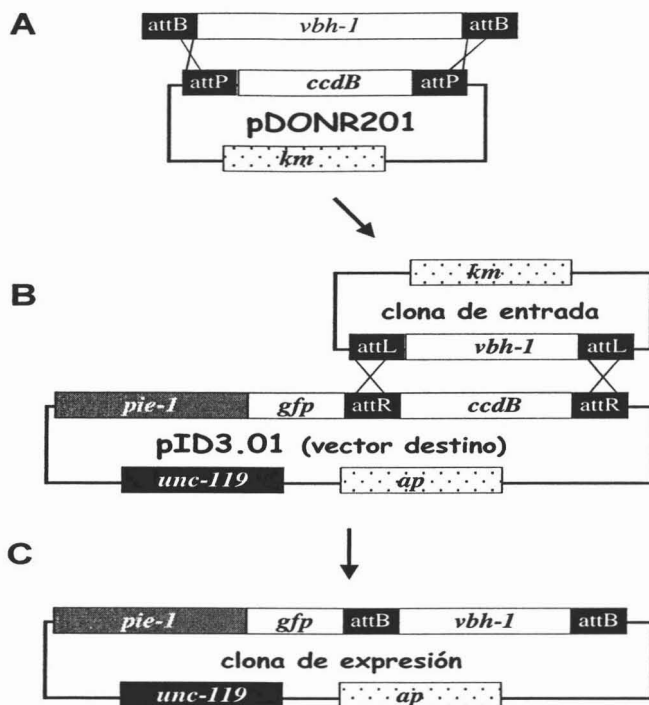 A
attB vbh-1 attB
attP ccdB attP
pDONR201
km
B
km
clona de entrada
attL vbh-1 attL
pie-1 gfp attR ccdB attR
pID3.01 (vector destino)
unc-119 ap
C
pie-1 gfp attB vbh-1 attB
clona de expresión
unc-119 ap